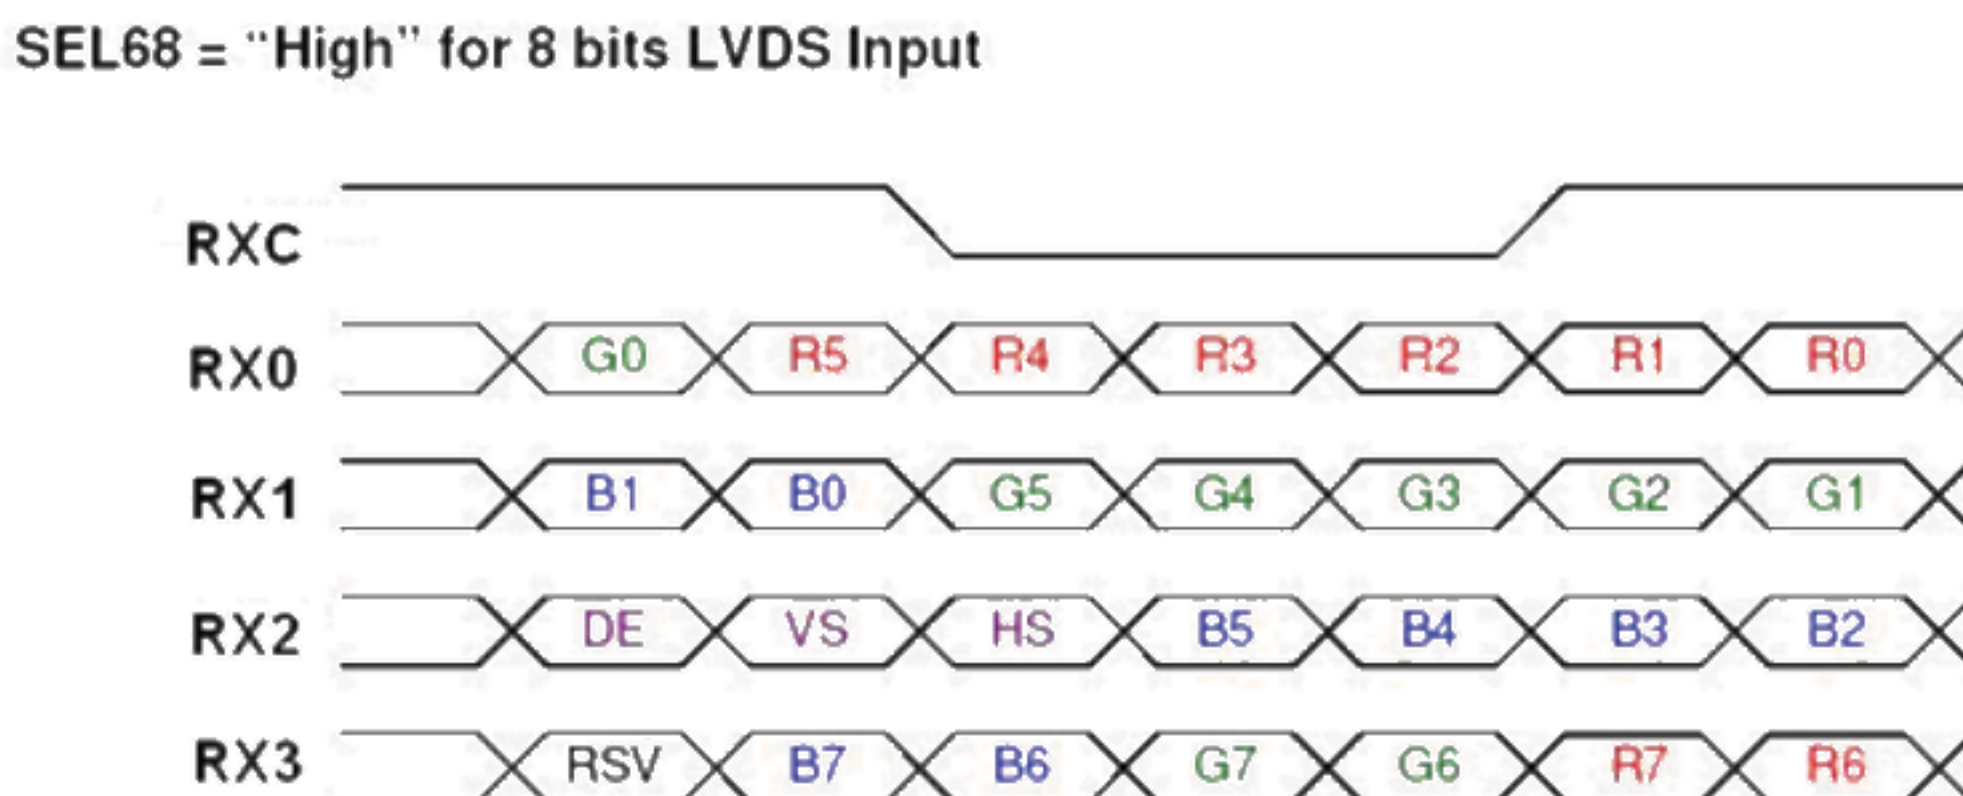 SEL68 = “High” for 8 bits LVDS Input
RXC
RX0 G0 R5 R4 R3 R2 R1 R0
RX1 B1 B0 G5 G4 G3 G2 G1
RX2 DE VS HS B5 B4 B3 B2
RX3 RSV B7 B6 G7 G6 R7 R6